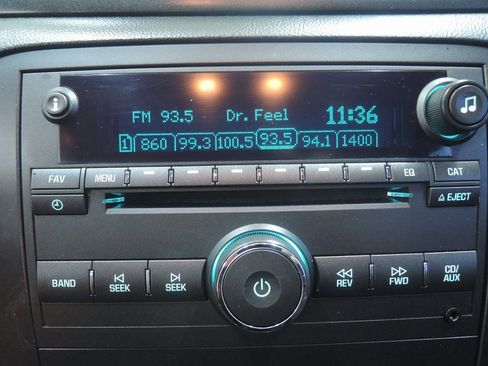 i
FM 93.5 Dr. Feel 11:36
1 860 99.3 100.5 93.5 94.1 1400
FAV MENU EQ CAT
EJECT
BAND SEEK SEEK REV FWD CD/
AUX